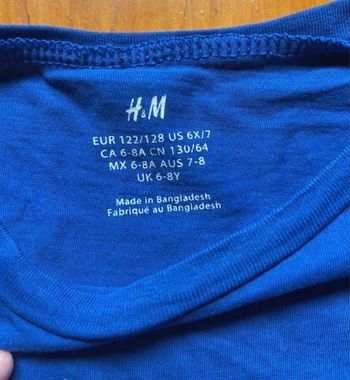 H&M
EUR 122/128 US 6X/7
CA 6-8A CN 130/64
MX 6-8A AUS 7-8
UK 6-8Y
Made in Bangladesh
Fabriqué au Bangladesh